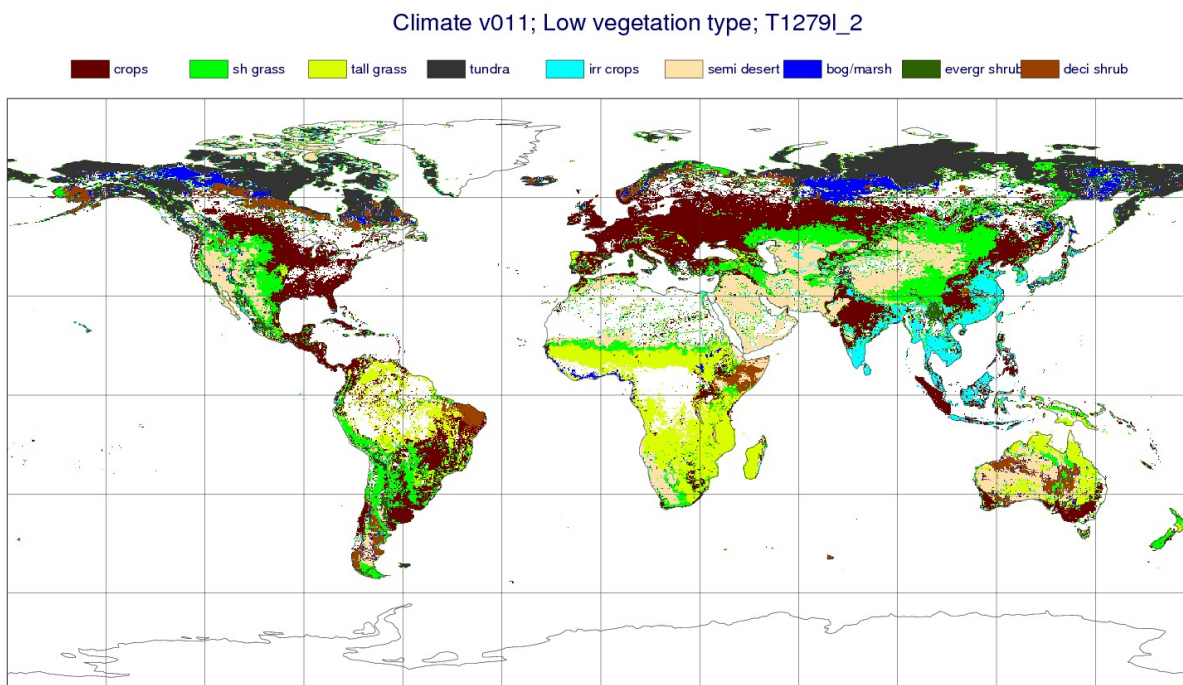 Climate v011; Low vegetation type; T1279l_2
crops sh grass tall grass tundra irr crops semi desert bog/marsh evergr shrub deci shrub